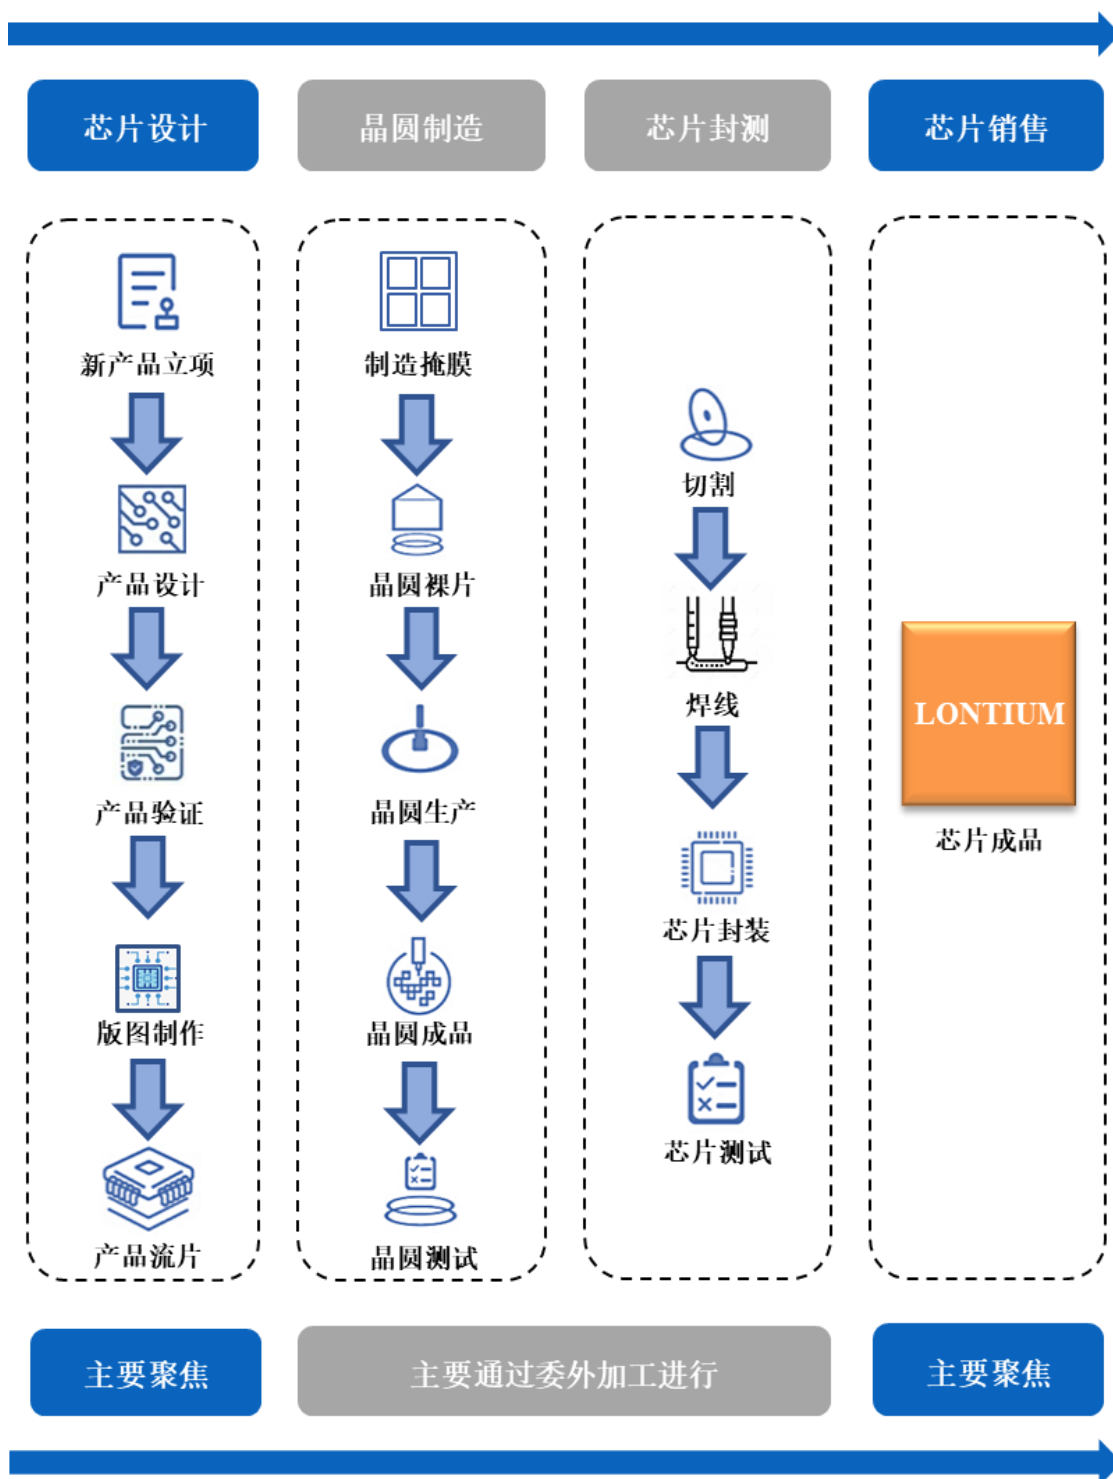 芯片设计
晶圆制造
芯片封测
芯片销售
新产品立项
产品设计
产品验证
版图制作
产品流片
制造掩膜
晶圆裸片
晶圆生产
晶圆成品
晶圆测试
切割
焊线
芯片封装
芯片测试
LONTIUM
芯片成品
主要聚焦
主要通过委外加工进行
主要聚焦